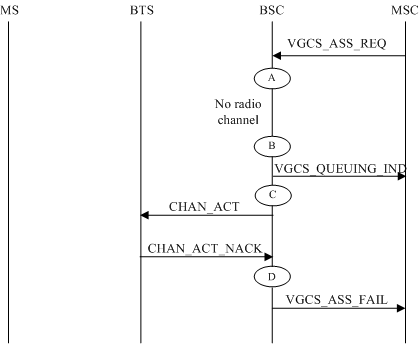 MS BTS BSC MSC
VGCS_ASS_REQ
A
No radio
channel
B
VGCS_QUEUING_IND
C
CHAN_ACT
CHAN_ACT_NACK
D
VGCS_ASS_FAIL